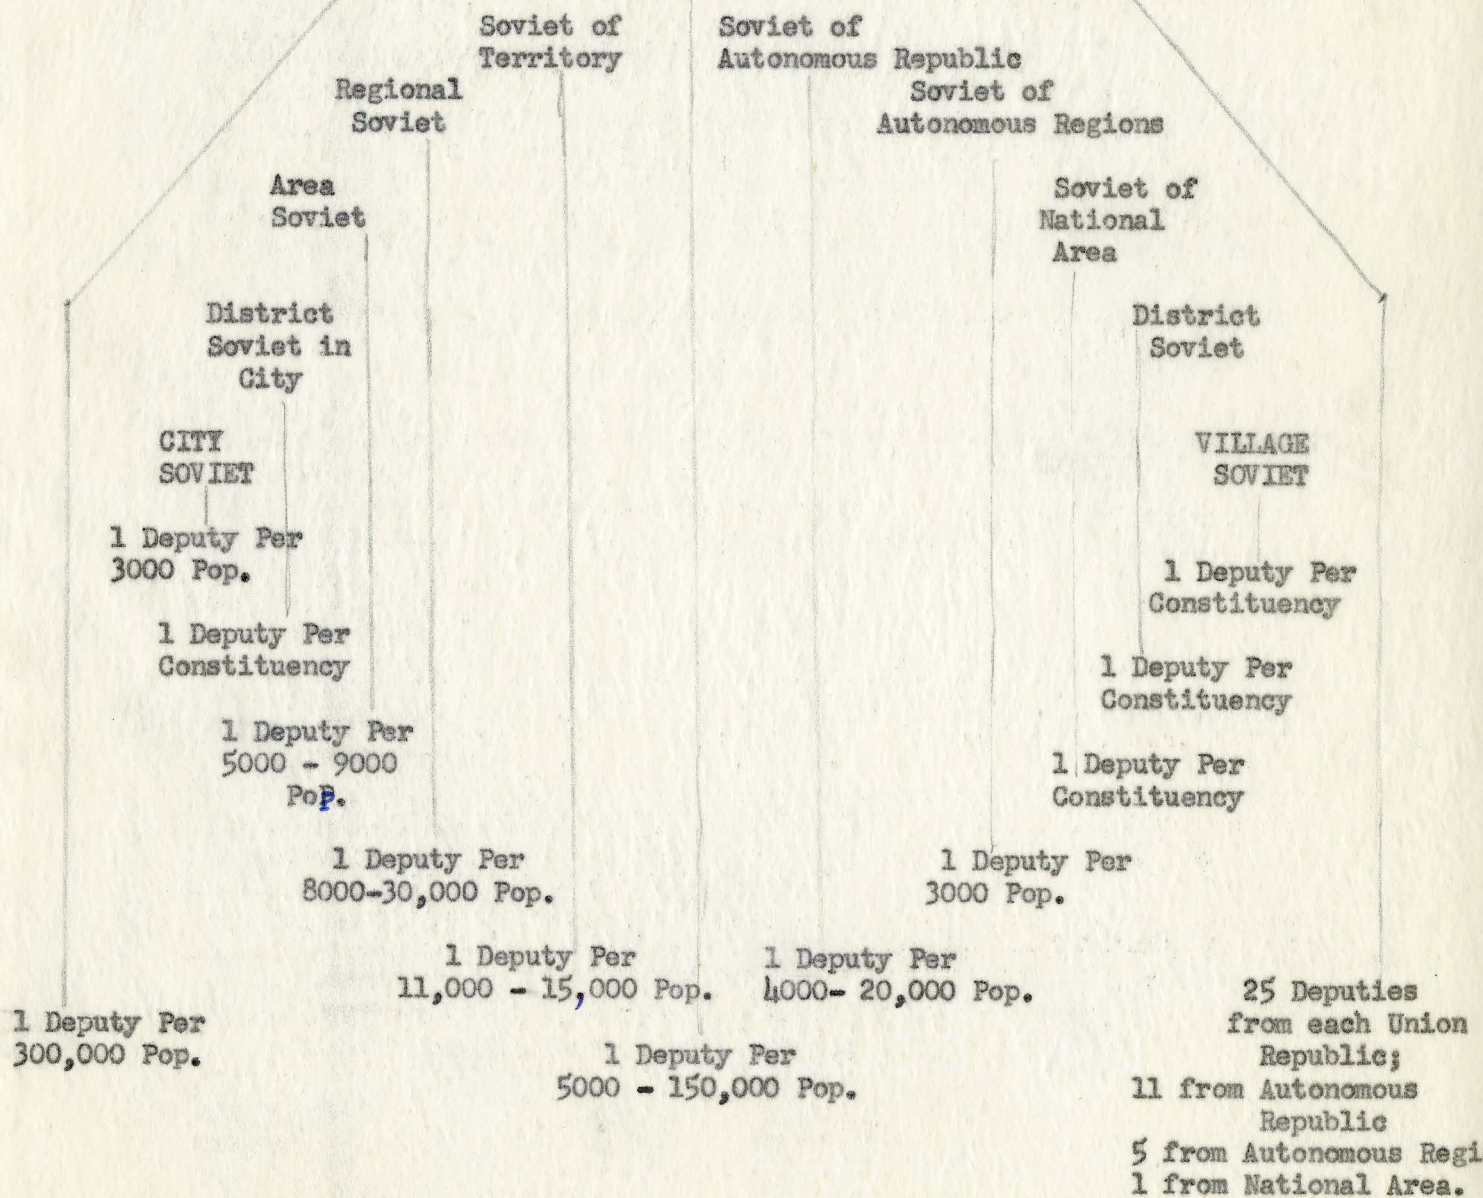 Soviet of
Territory
Soviet of
Autonomous Republic
Regional
Soviet
Soviet of
Autonomous Regions
Area
Soviet
Soviet of
National
Area
District
Soviet in
City
District
Soviet
CITY
SOVIET
VILLAGE
SOVIET
1 Deputy Per
3000 Pop.
1 Deputy Per
Constituency
1 Deputy Per
Constituency
1 Deputy Per
Constituency
1 Deputy Per
5000 - 9000
Pop.
1 Deputy Per
Constituency
1 Deputy Per
8000-30,000 Pop.
1 Deputy Per
3000 Pop.
1 Deputy Per
11,000 - 15,000 Pop.
1 Deputy Per
4000- 20,000 Pop.
1 Deputy Per
300,000 Pop.
1 Deputy Per
5000 - 150,000 Pop.
25 Deputies
from each Union
Republic;
11 from Autonomous
Republic
5 from Autonomous Regi
1 from National Area.